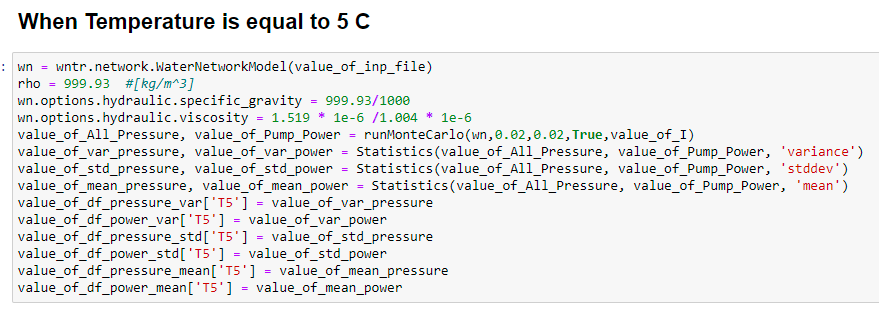 When Temperature is equal to 5 C
: wn = wntr.network.WaterNetworkModel(value_of_inp_file)
rho = 999.93  #[kg/m^3]
wn.options.hydraulic.specific_gravity = 999.93/1000
wn.options.hydraulic.viscosity = 1.519 * 1e-6 /1.004 * 1e-6
value_of_All_Pressure, value_of_Pump_Power = runMonteCarlo(wn,0.02,0.02,True,value_of_I)
value_of_var_pressure, value_of_var_power = Statistics(value_of_All_Pressure, value_of_Pump_Power, 'variance')
value_of_std_pressure, value_of_std_power = Statistics(value_of_All_Pressure, value_of_Pump_Power, 'stddev')
value_of_mean_pressure, value_of_mean_power = Statistics(value_of_All_Pressure, value_of_Pump_Power, 'mean')
value_of_df_pressure_var['T5'] = value_of_var_pressure
value_of_df_power_var['T5'] = value_of_var_power
value_of_df_pressure_std['T5'] = value_of_std_pressure
value_of_df_power_std['T5'] = value_of_std_power
value_of_df_pressure_mean['T5'] = value_of_mean_pressure
value_of_df_power_mean['T5'] = value_of_mean_power